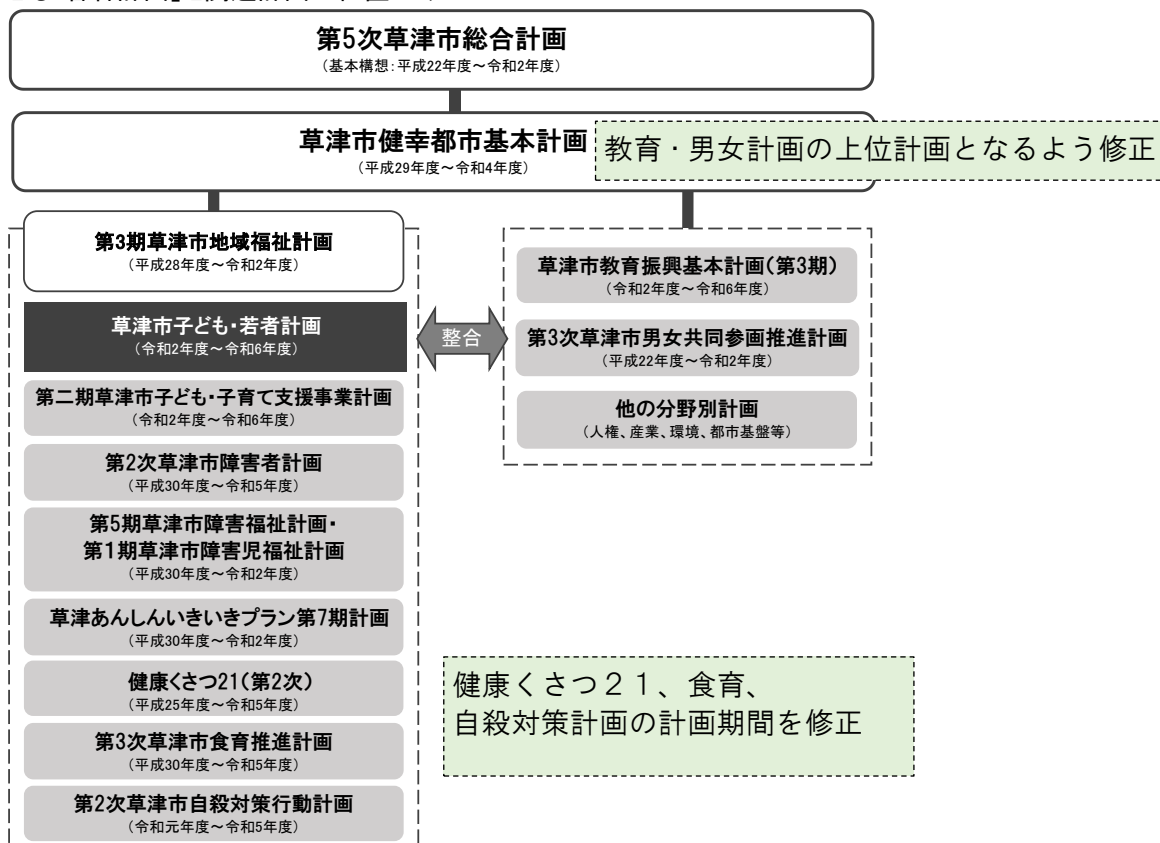 第5次草津市総合計画
（基本構想：平成22年度～令和2年度）
草津市健幸都市基本計画
（平成29年度～令和4年度）
教育・男女計画の上位計画となるよう修正
第3期草津市地域福祉計画
（平成28年度～令和2年度）
草津市子ども・若者計画
（令和2年度～令和6年度）
第二期草津市子ども・子育て支援事業計画
（令和2年度～令和6年度）
第2次草津市障害者計画
（平成30年度～令和5年度）
第5期草津市障害福祉計画・
第1期草津市障害児福祉計画
（平成30年度～令和2年度）
草津あんしんいきいきプラン第7期計画
（平成30年度～令和2年度）
健康くさつ21（第2次）
（平成25年度～令和5年度）
第3次草津市食育推進計画
（平成30年度～令和5年度）
第2次草津市自殺対策行動計画
（令和元年度～令和5年度）
整合
草津市教育振興基本計画（第3期）
（令和2年度～令和6年度）
第3次草津市男女共同参画推進計画
（平成22年度～令和2年度）
他の分野別計画
（人権、産業、環境、都市基盤等）
健康くさつ２１、食育、
自殺対策計画の計画期間を修正